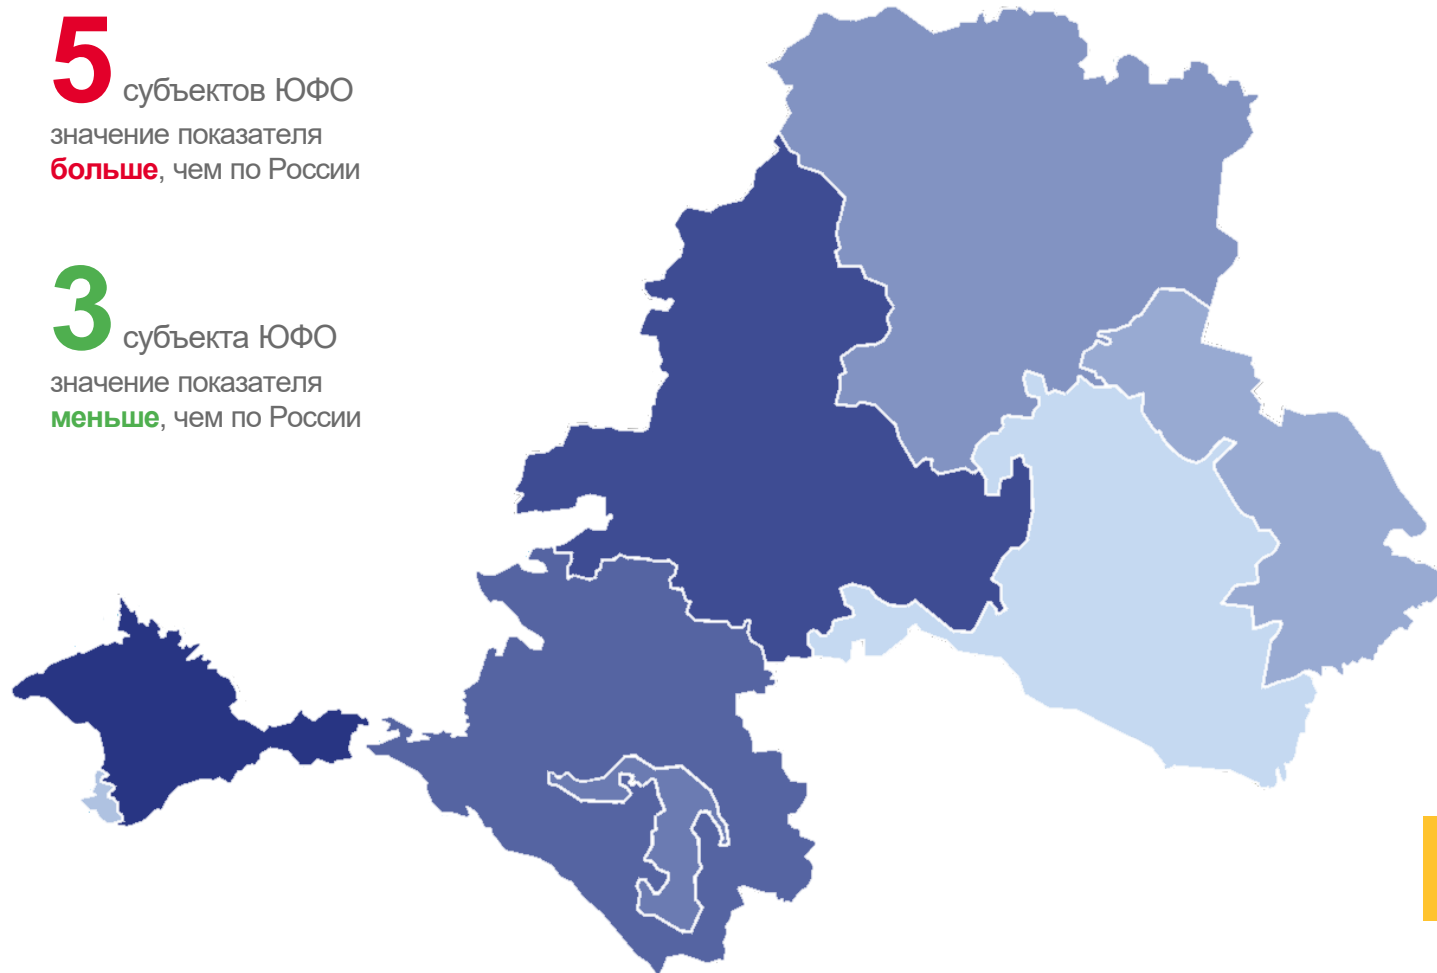 5 субъектов ЮФО
значение показателя
больше, чем по России
3 субъекта ЮФО
значение показателя
меньше, чем по России